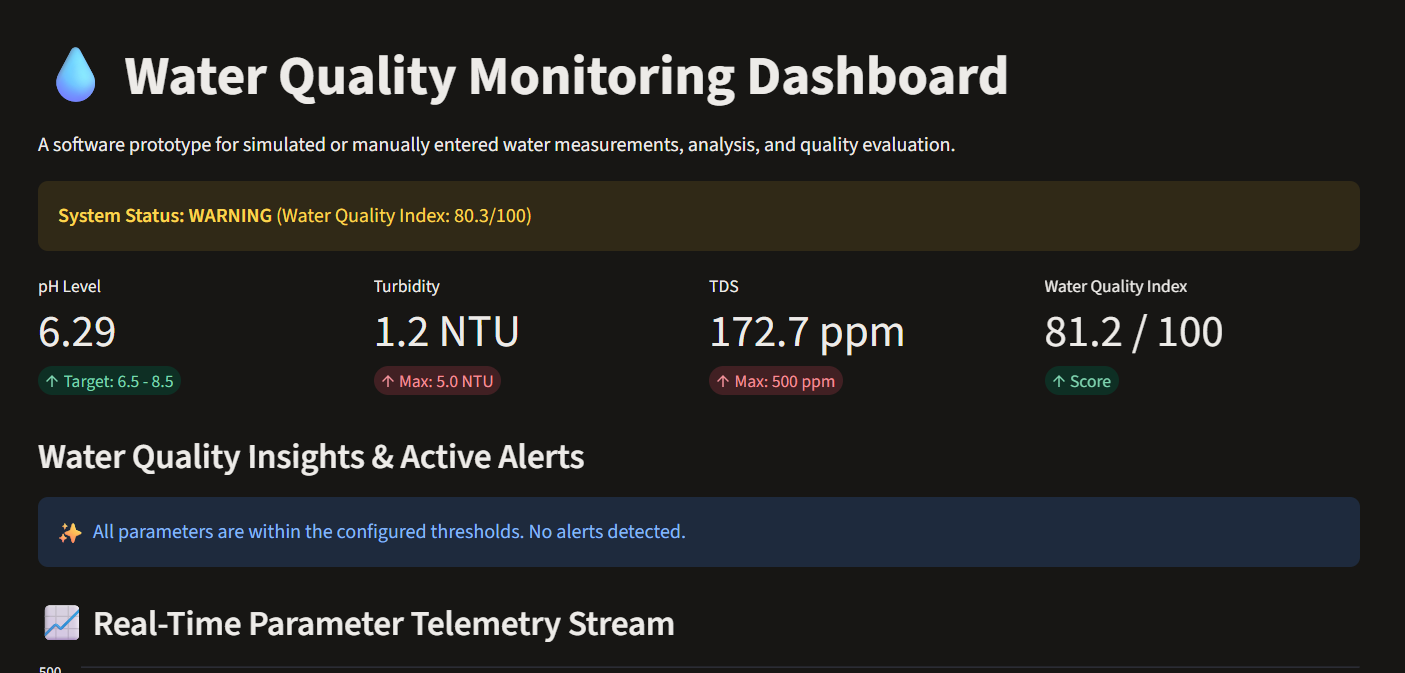 Water Quality Monitoring Dashboard
A software prototype for simulated or manually entered water measurements, analysis, and quality evaluation.
System Status: WARNING (Water Quality Index: 80.3/100)
pH Level
6.29
↑ Target: 6.5 - 8.5
Turbidity
1.2 NTU
↑ Max: 5.0 NTU
TDS
172.7 ppm
↑ Max: 500 ppm
Water Quality Index
81.2 / 100
↑ Score
Water Quality Insights & Active Alerts
All parameters are within the configured thresholds. No alerts detected.
Real-Time Parameter Telemetry Stream
500